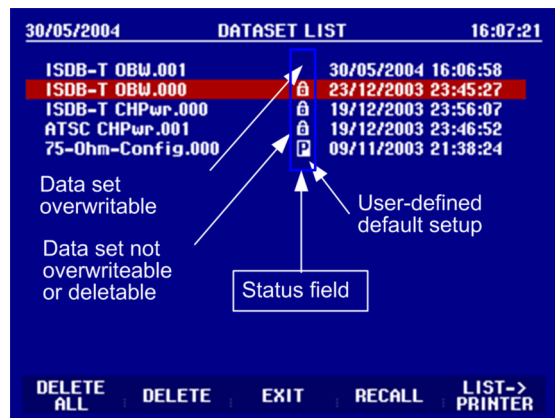 30/05/2004 DATASET LIST 16:07:21
ISDB-T OBW.001 30/05/2004 16:06:58
ISDB-T OBW.000 23/12/2003 23:45:27
ISDB-T CHPwr.000 19/12/2003 23:56:07
ATSC CHPwr.001 19/12/2003 23:46:52
75-Ohm-Config.000 P 09/11/2003 21:38:24
Data set
overwritable
User-defined
default setup
Data set not
overwriteable
or deletable
Status field
DELETE
ALL
DELETE
EXIT
RECALL
LIST->
PRINTER